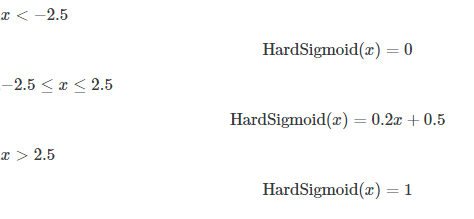 x < −2.5
HardSigmoid(x) = 0
−2.5 ≤ x ≤ 2.5
HardSigmoid(x) = 0.2x + 0.5
x > 2.5
HardSigmoid(x) = 1